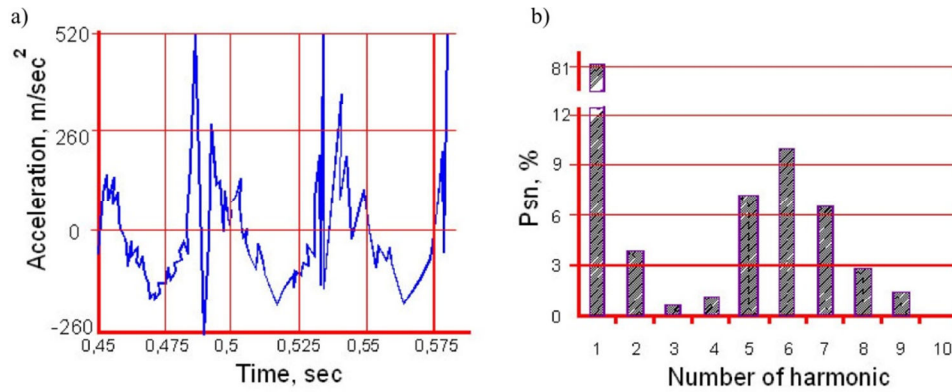 a)
520
260
0
-260
Acceleration, m/sec²
0,45 0,475 0,5 0,525 0,55 0,575
Time, sec
b)
81
12
9
6
3
0
Psn, %
1 2 3 4 5 6 7 8 9 10
Number of harmonic